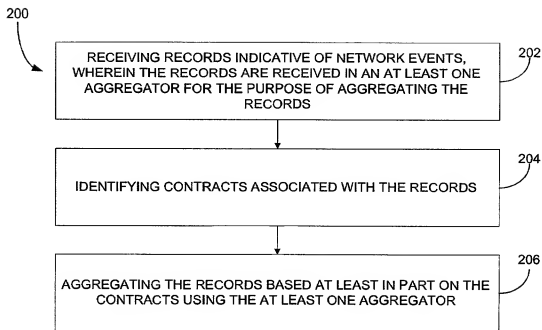 200
RECEIVING RECORDS INDICATIVE OF NETWORK EVENTS,
WHEREIN THE RECORDS ARE RECEIVED IN AN AT LEAST ONE
AGGREGATOR FOR THE PURPOSE OF AGGREGATING THE
RECORDS
202
IDENTIFYING CONTRACTS ASSOCIATED WITH THE RECORDS
204
AGGREGATING THE RECORDS BASED AT LEAST IN PART ON THE
CONTRACTS USING THE AT LEAST ONE AGGREGATOR
206